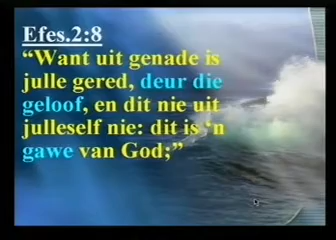 Efes.2:8
“Want uit genade is
julle gered, deur die
geloof, en dit nie uit
julleself nie: dit is ‘n
gawe van God;”